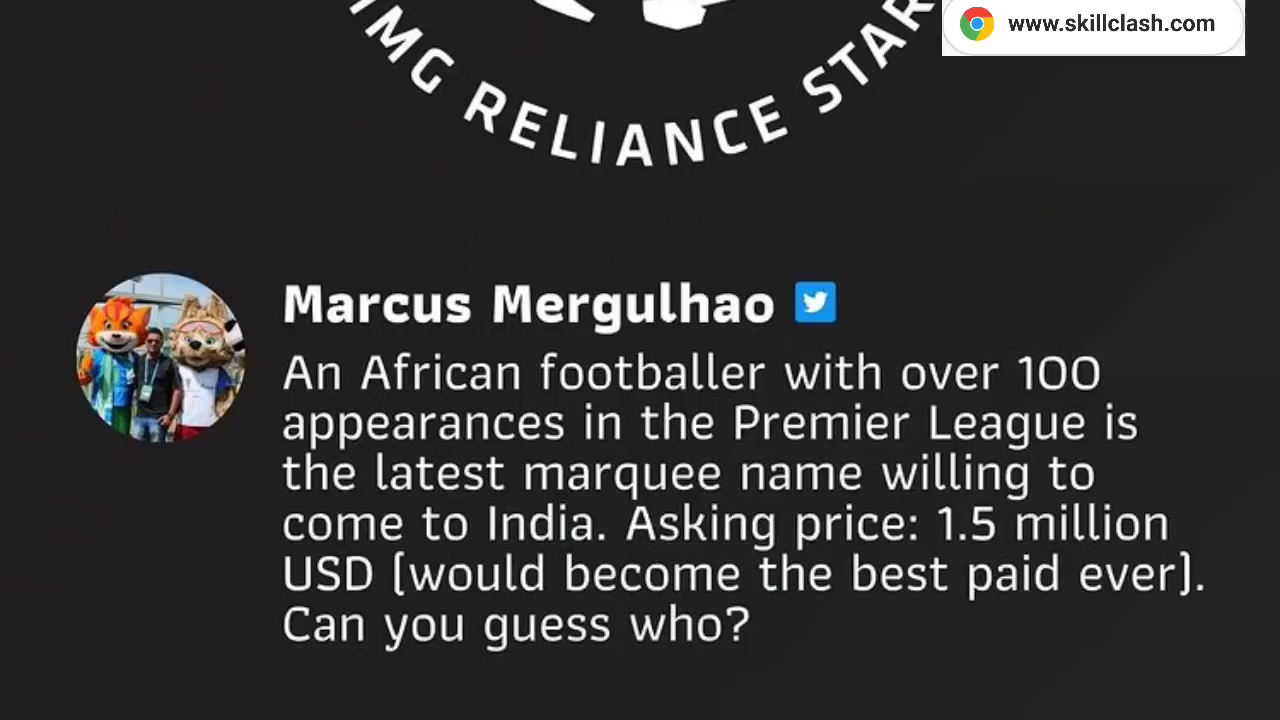 www.skillclash.com
IMG RELIANCE STAR
Marcus Mergulhao
An African footballer with over 100
appearances in the Premier League is
the latest marquee name willing to
come to India. Asking price: 1.5 million
USD (would become the best paid ever).
Can you guess who?